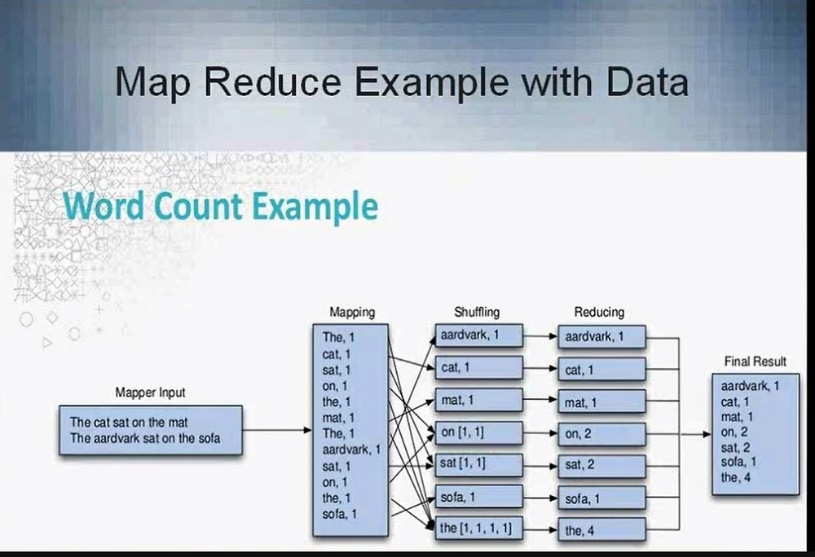 Map Reduce Example with Data
Word Count Example
Mapper Input
The cat sat on the mat
The aardvark sat on the sofa
Mapping
The, 1
cat, 1
sat, 1
on, 1
the, 1
mat, 1
The, 1
aardvark, 1
sat, 1
on, 1
the, 1
sofa, 1
Shuffling
aardvark, 1
cat, 1
mat, 1
on [1, 1]
sat [1, 1]
sofa, 1
the [1, 1, 1, 1]
Reducing
aardvark, 1
cat, 1
mat, 1
on, 2
sat, 2
sofa, 1
the, 4
Final Result
aardvark, 1
cat, 1
mat, 1
on, 2
sat, 2
sofa, 1
the, 4